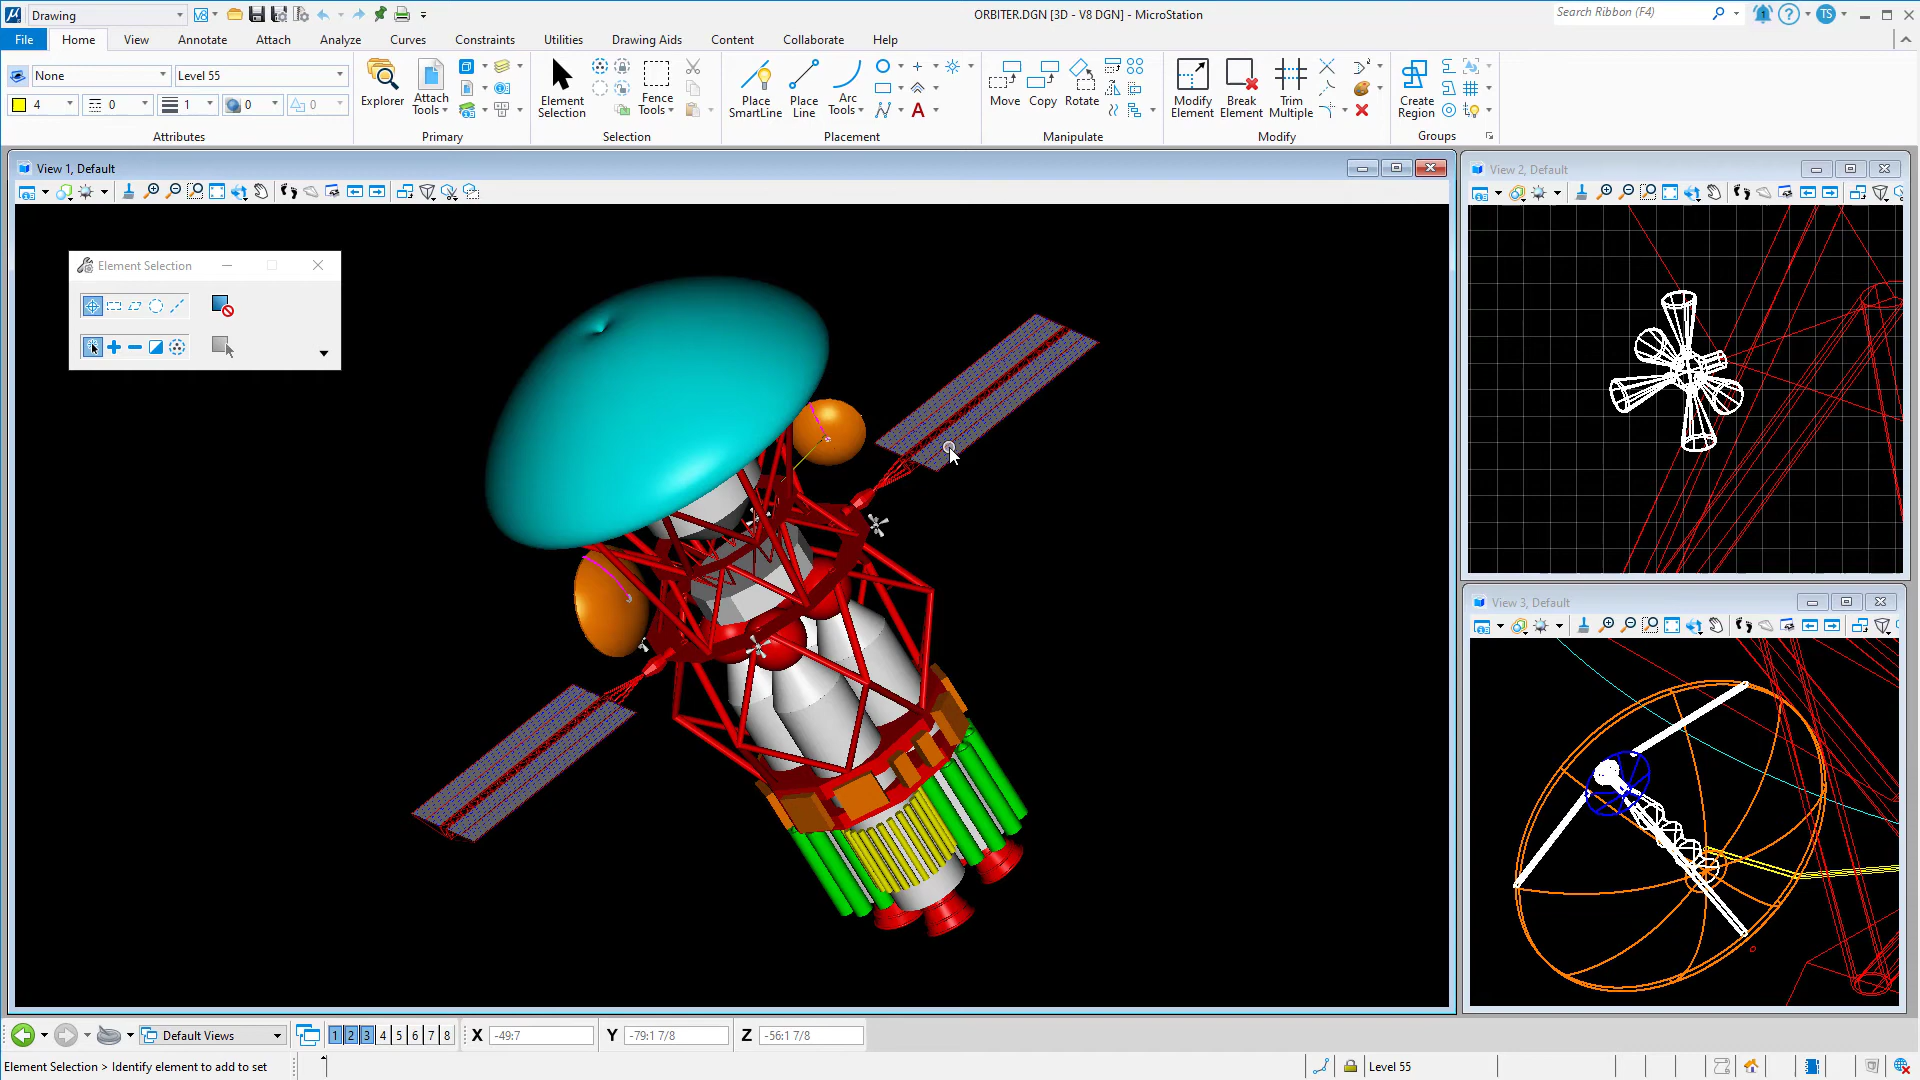 Drawing
V8
ORBITER.DGN [3D - V8 DGN] - MicroStation
Search Ribbon (F4)
1
TS
File
Home
View
Annotate
Attach
Analyze
Curves
Constraints
Utilities
Drawing Aids
Content
Collaborate
Help
None
Level 55
4
0
1
0
0
Attributes
Explorer
Attach
Tools
Primary
Element
Selection
Fence
Tools
Selection
Place
SmartLine
Place
Line
Arc
Tools
Placement
Move
Copy
Rotate
Manipulate
Modify
Element
Break
Element
Trim
Multiple
Modify
Create
Region
Groups
View 1, Default
Element Selection
View 2, Default
View 3, Default
Default Views
1 2 3 4 5 6 7 8
X -49:7
Y -79:1 7/8
Z -56:1 7/8
Element Selection > Identify element to add to set
Level 55